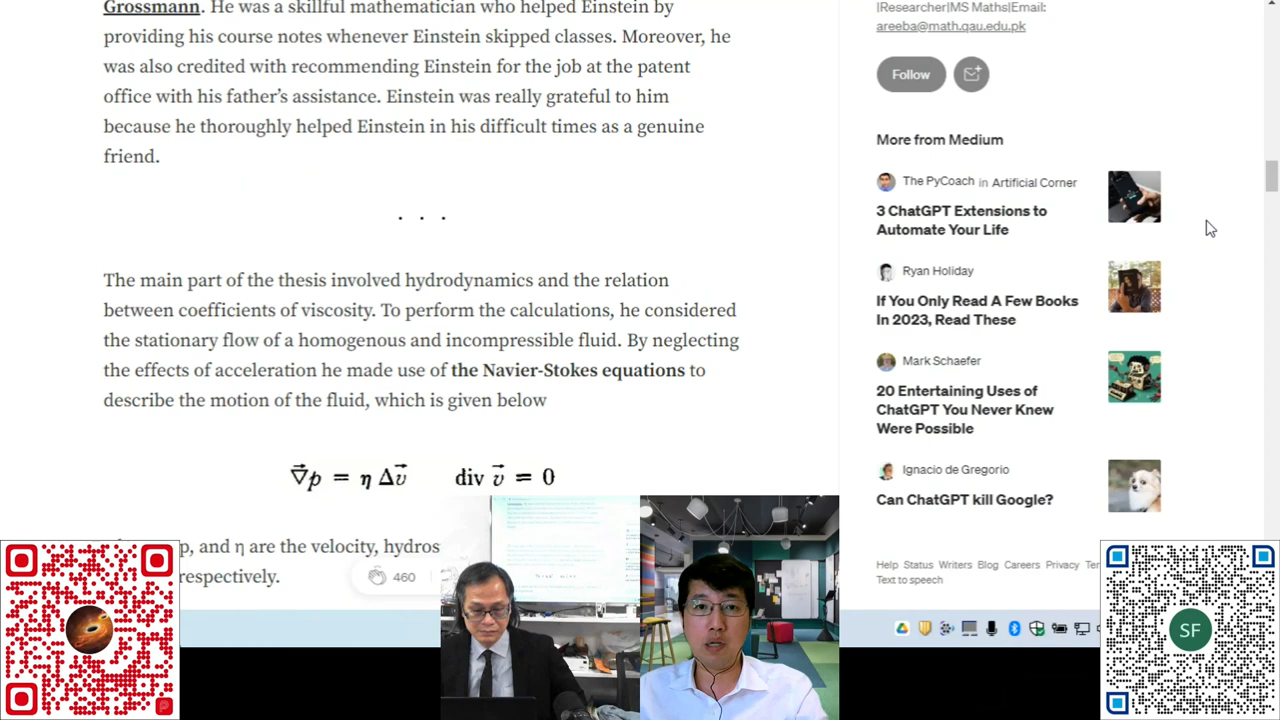 Grossmann. He was a skillful mathematician who helped Einstein by
providing his notebook whenever Einstein skipped classes. Moreover, he
was also credited with recommending Einstein for the job at the patent
office with his father's assistance. Einstein was really grateful to him
because he thoroughly helped Einstein in his difficult times as a genuine
friend.
. . .
The main part of the thesis involved hydrodynamics and the relation
between coefficients of viscosity. To perform the calculations, he considered
the stationary flow of a homogenous and incompressible fluid. By neglecting
the effects of acceleration he made use of the Navier-Stokes equations to
describe the motion of the fluid, which is given below
∇⃗p = η Δv⃗    div v⃗ = 0
p, and η are the velocity, hydros
respectively.
460
|Researcher|MS Maths|Email:
areeba@math.qau.edu.pk
Follow
More from Medium
The PyCoach in Artificial Corner
3 ChatGPT Extensions to
Automate Your Life
Ryan Holiday
If You Only Read A Few Books
In 2023, Read These
Mark Schaefer
20 Entertaining Uses of
ChatGPT You Never Knew
Were Possible
Ignacio de Gregorio
Can ChatGPT kill Google?
Help Status Writers Blog Careers Privacy Ter
Text to speech
SF